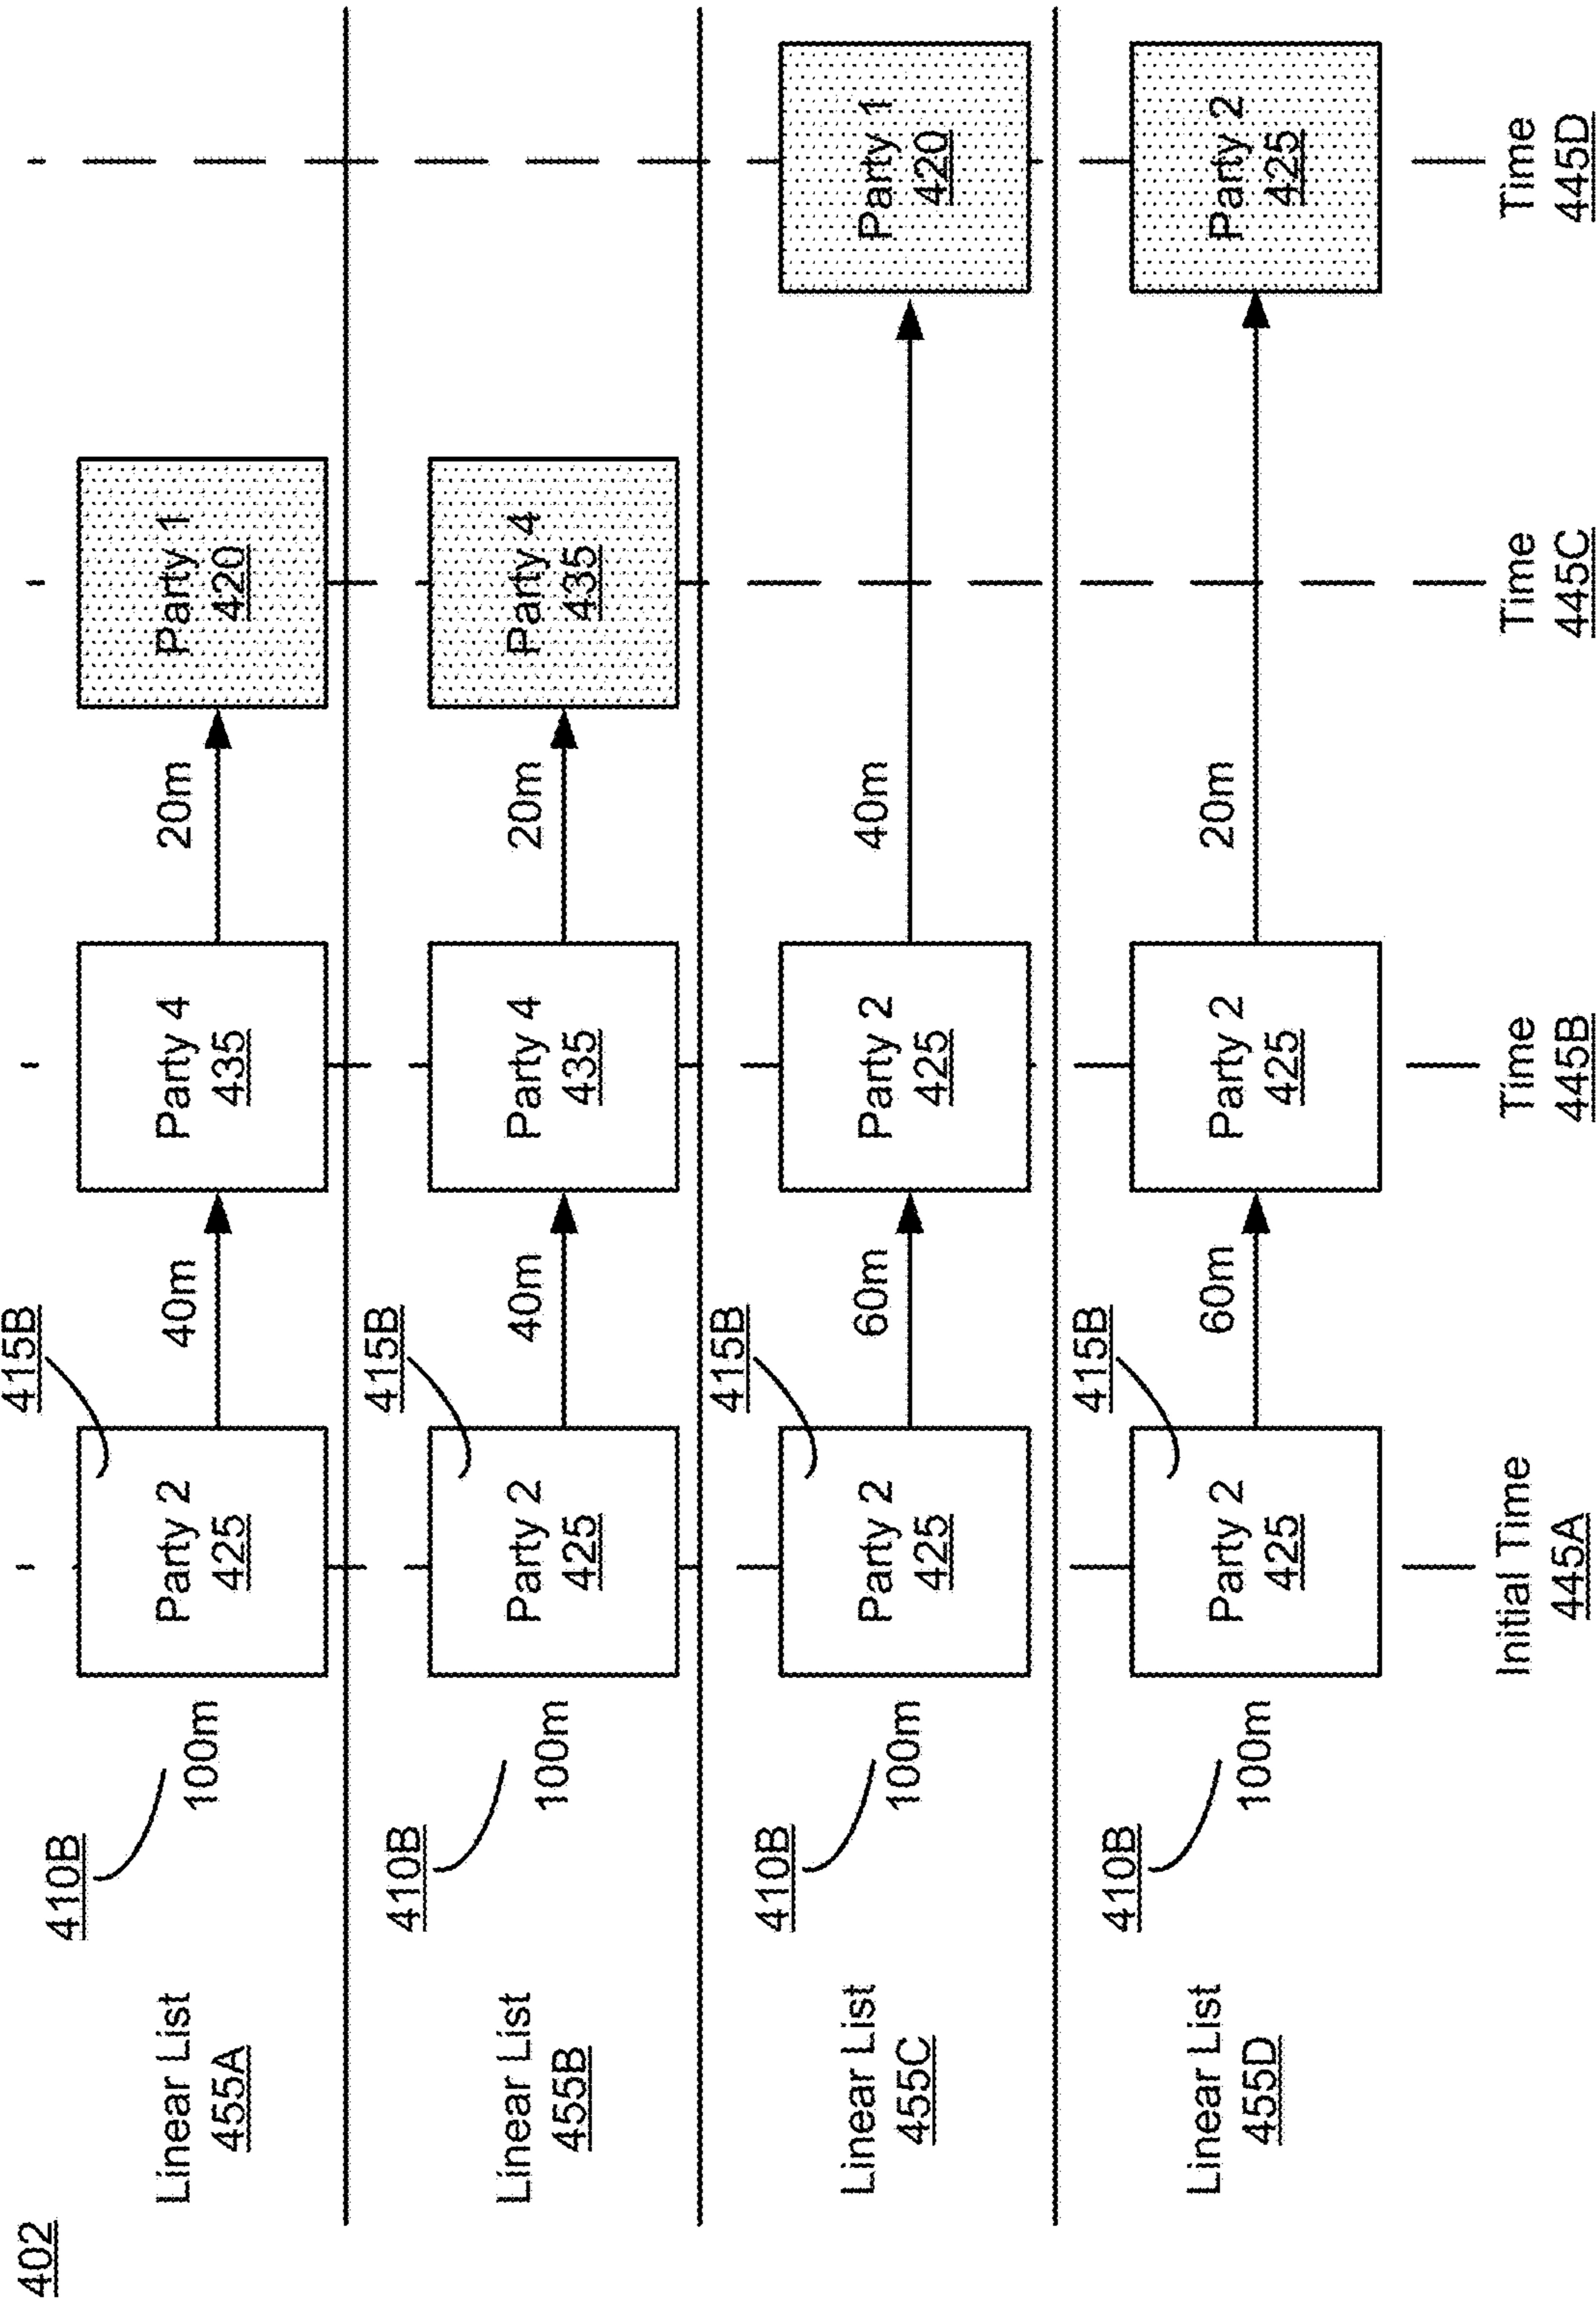 402
Linear List
455A
410B
100m
415B
Party 2
425
40m
Party 4
435
20m
Party 1
420
Linear List
455B
410B
100m
415B
Party 2
425
40m
Party 4
435
20m
Party 4
435
Linear List
455C
410B
100m
415B
Party 2
425
60m
Party 2
425
40m
Party 1
420
Linear List
455D
410B
100m
415B
Party 2
425
60m
Party 2
425
20m
Party 2
425
Initial Time
445A
Time
445B
Time
445C
Time
445D